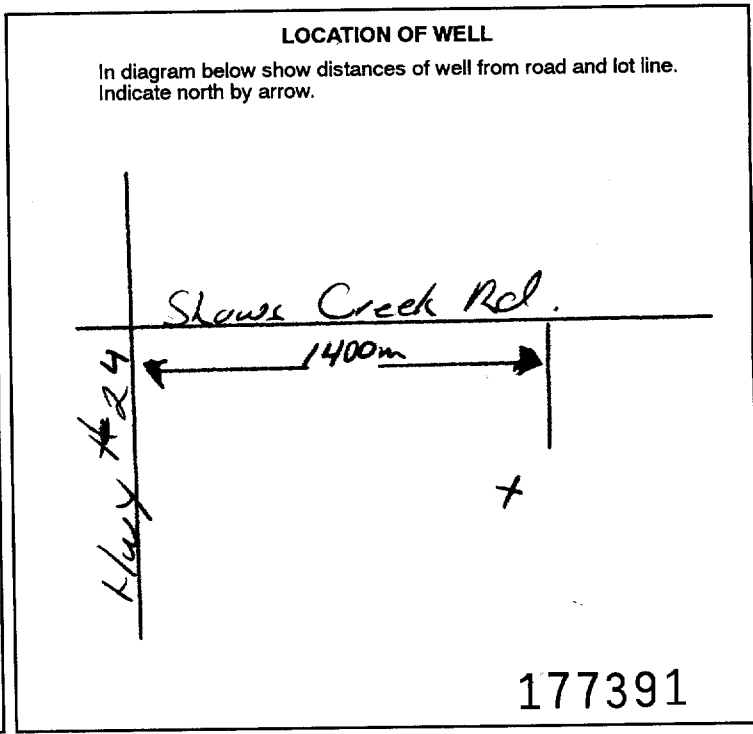 LOCATION OF WELL
In diagram below show distances of well from road and lot line.
Indicate north by arrow.
Shaws Creek Rd.
1400m
Hwy #24
177391